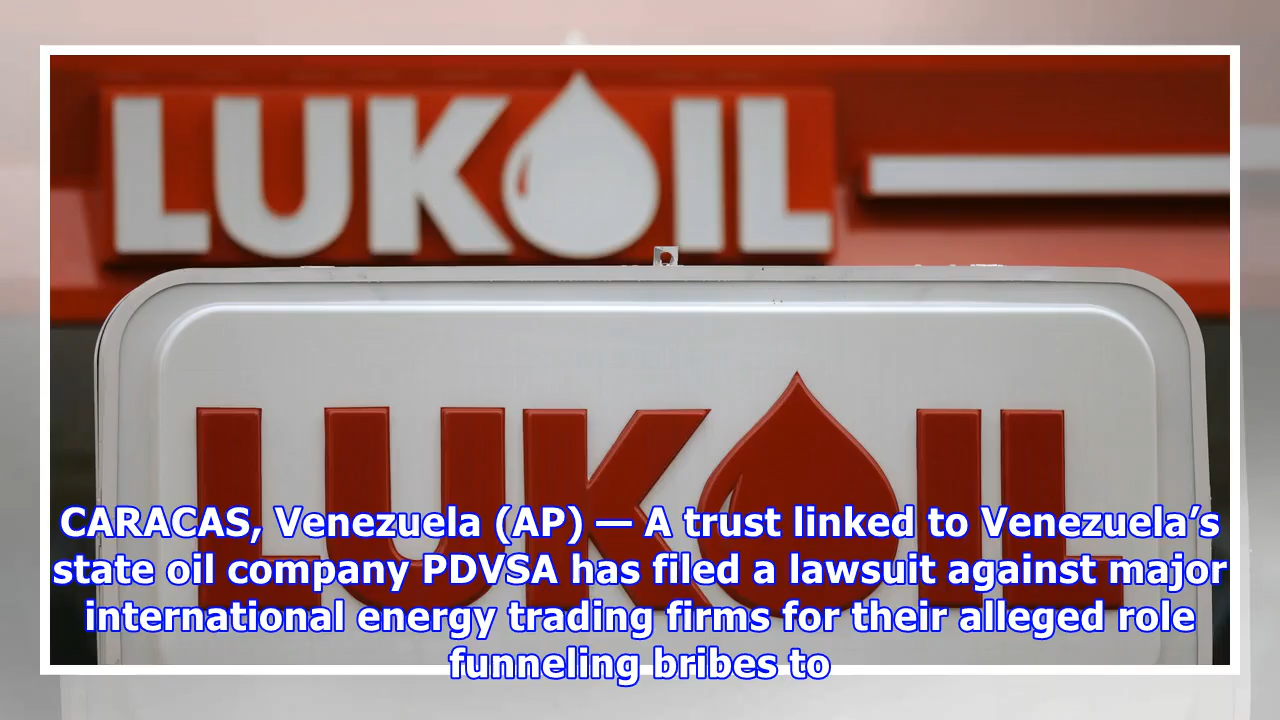 LUKOIL
LUKOIL
CARACAS, Venezuela (AP) — A trust linked to Venezuela’s
state oil company PDVSA has filed a lawsuit against major
international energy trading firms for their alleged role
funneling bribes to